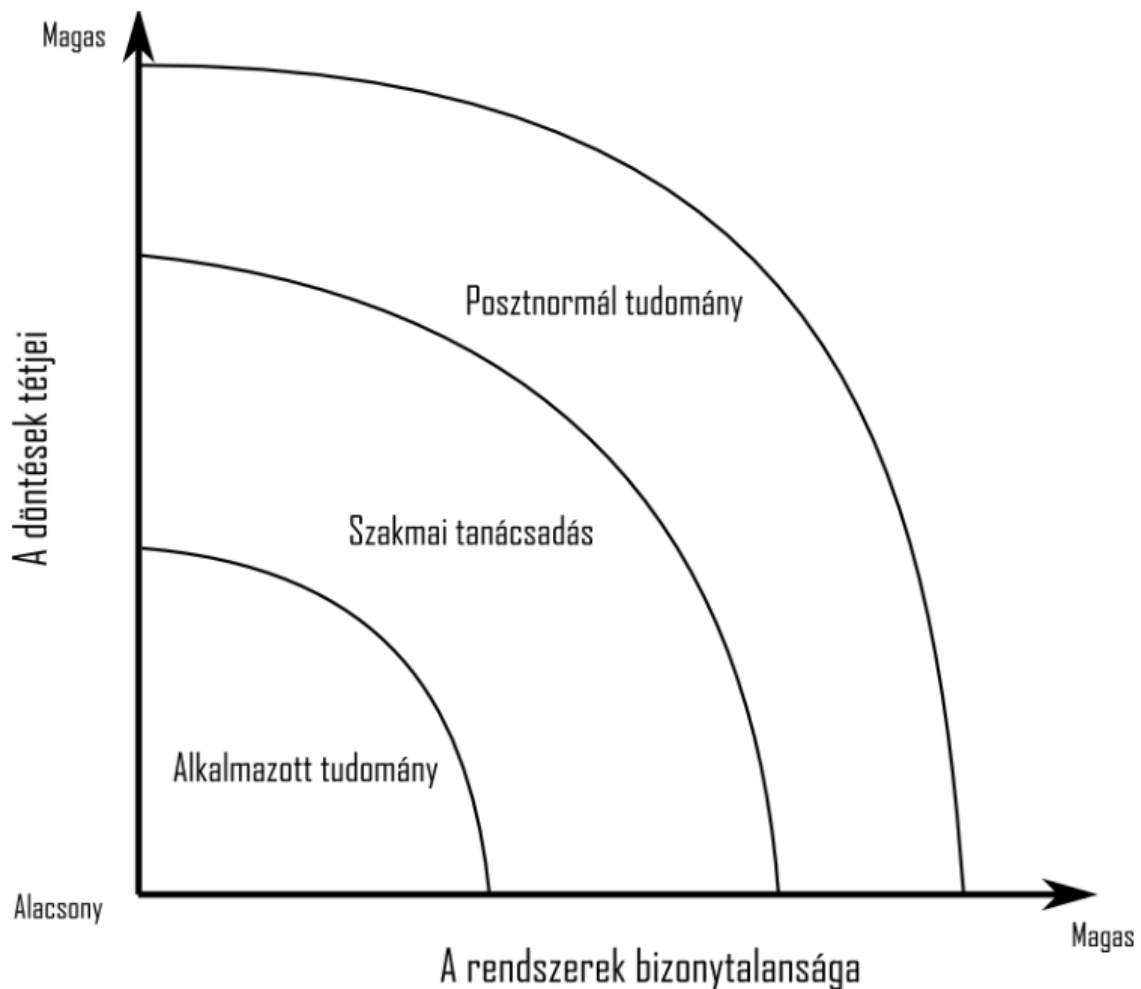 Magas
A döntések tétjei
Posztnormál tudomány
Szakmai tanácsadás
Alkalmazott tudomány
Alacsony
Magas
A rendszerek bizonytalansága